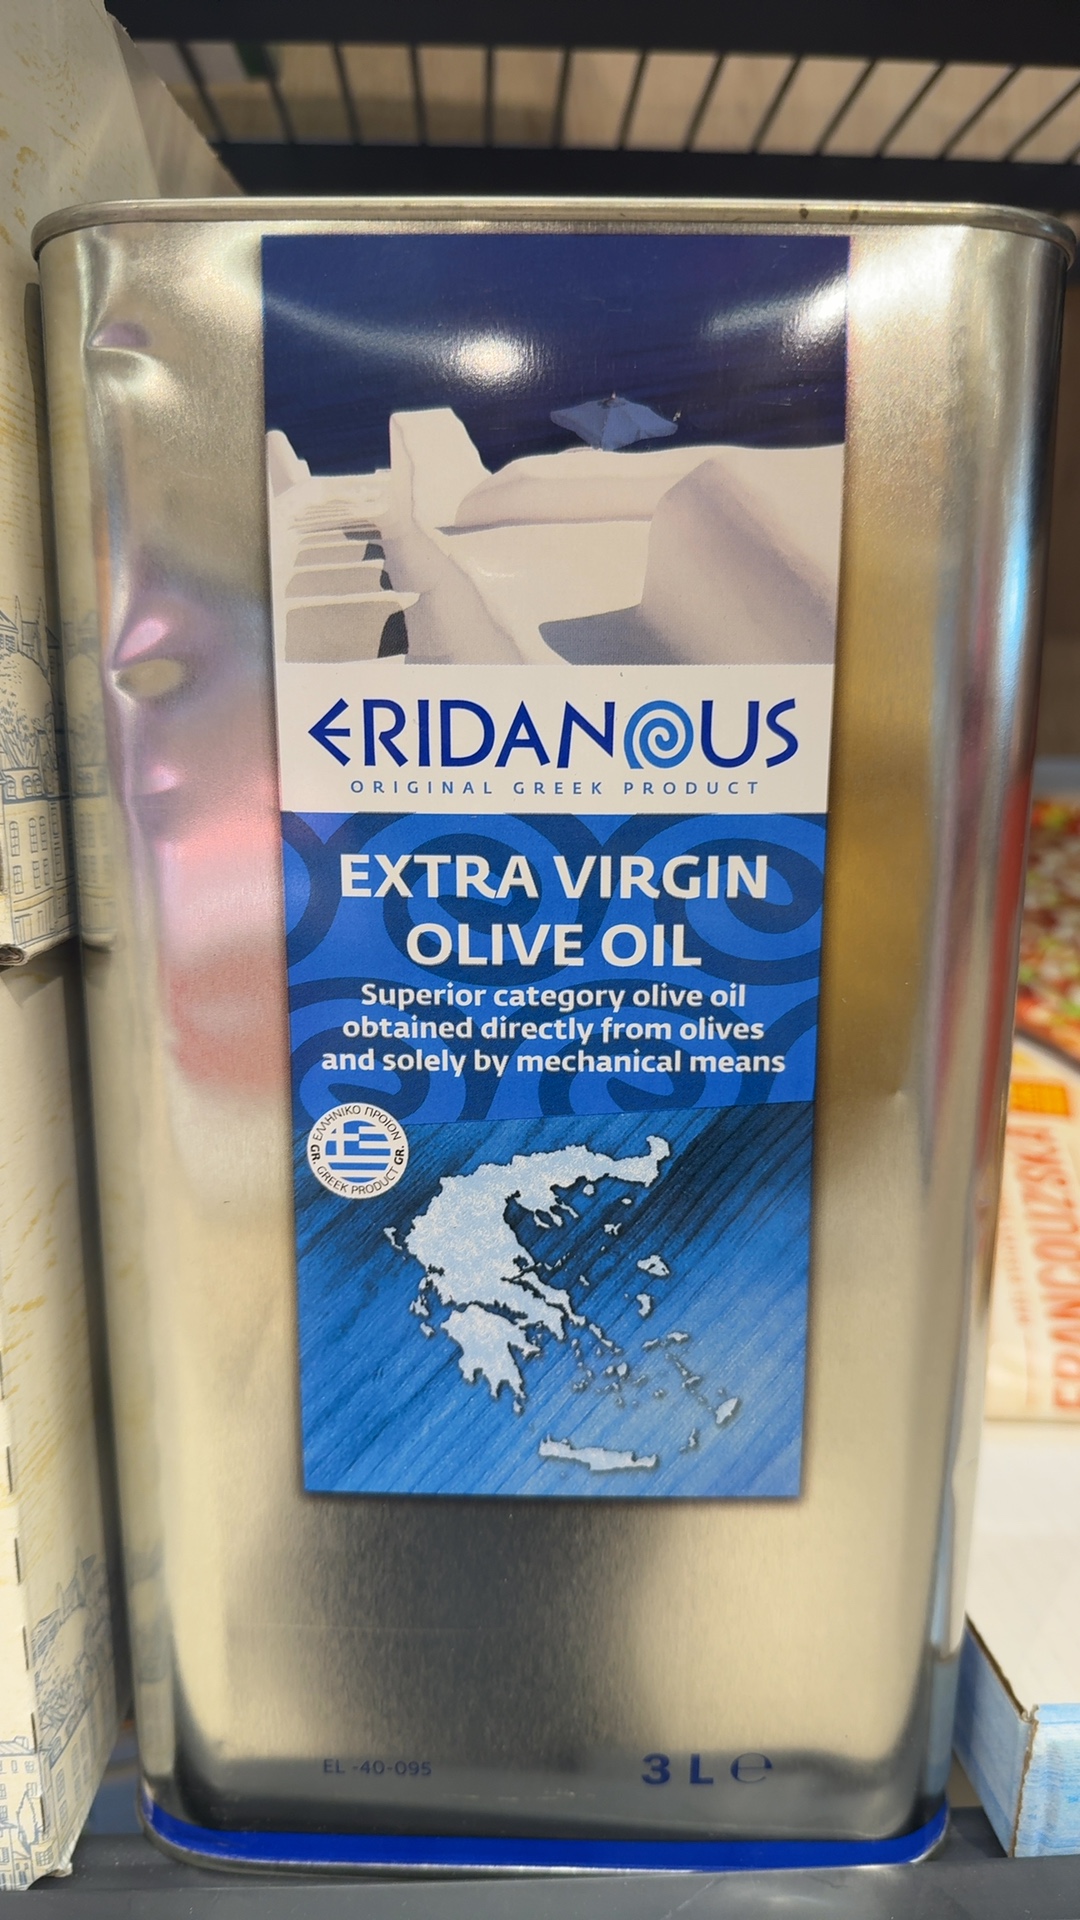 ERIDANOUS
ORIGINAL GREEK PRODUCT
EXTRA VIRGIN
OLIVE OIL
Superior category olive oil
obtained directly from olives
and solely by mechanical means
ΕΛΛΗΝΙΚΟ ΠΡΟΪΟΝ
GR. GREEK PRODUCT GR.
EL -40-095
3 L ℮
FRANCOUZSKÁ